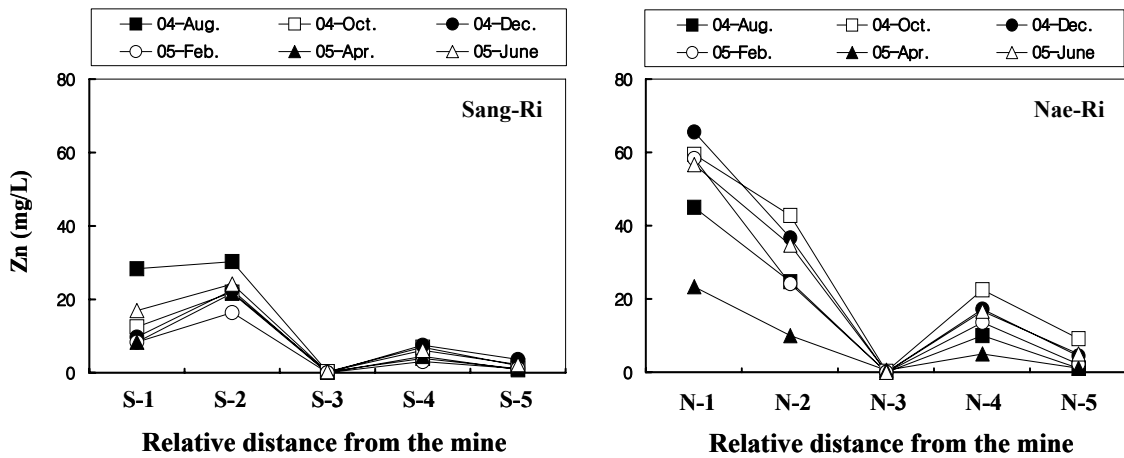 04-Aug. 04-Oct. 04-Dec.
05-Feb. 05-Apr. 05-June
80
60
40
20
0
Zn (mg/L)
Sang-Ri
S-1 S-2 S-3 S-4 S-5
Relative distance from the mine
04-Aug. 04-Oct. 04-Dec.
05-Feb. 05-Apr. 05-June
80
60
40
20
0
Nae-Ri
N-1 N-2 N-3 N-4 N-5
Relative distance from the mine